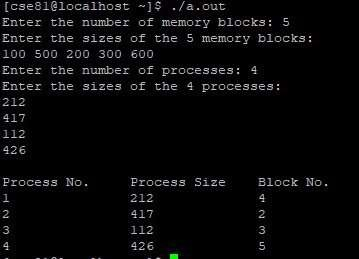 [cse81@localhost ~]$ ./a.out
Enter the number of memory blocks: 5
Enter the sizes of the 5 memory blocks:
100 500 200 300 600
Enter the number of processes: 4
Enter the sizes of the 4 processes:
212
417
112
426
Process No. Process Size Block No.
1 212 4
2 417 2
3 112 3
4 426 5